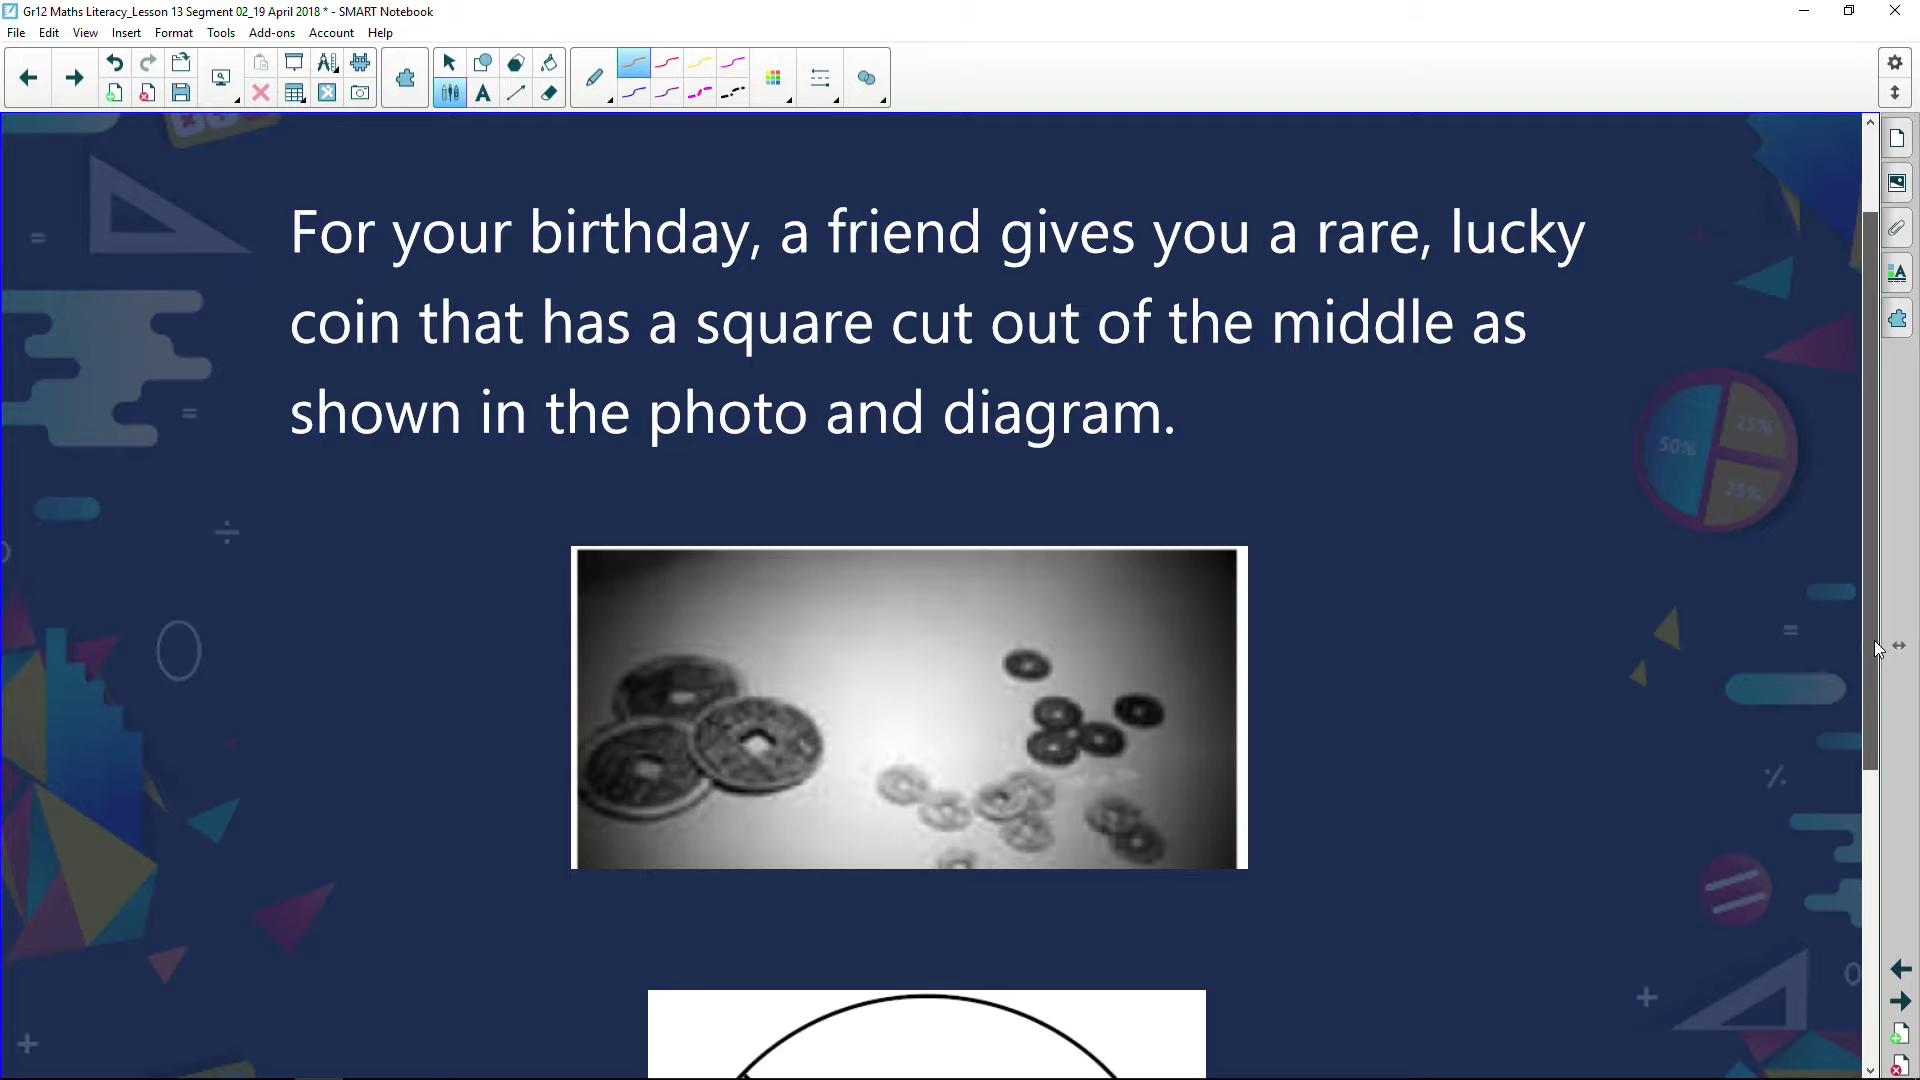 Gr12 Maths Literacy_Lesson 13 Segment 02_19 April 2018 * - SMART Notebook
File Edit View Insert Format Tools Add-ons Account Help
For your birthday, a friend gives you a rare, lucky
coin that has a square cut out of the middle as
shown in the photo and diagram.
50%
25%
25%